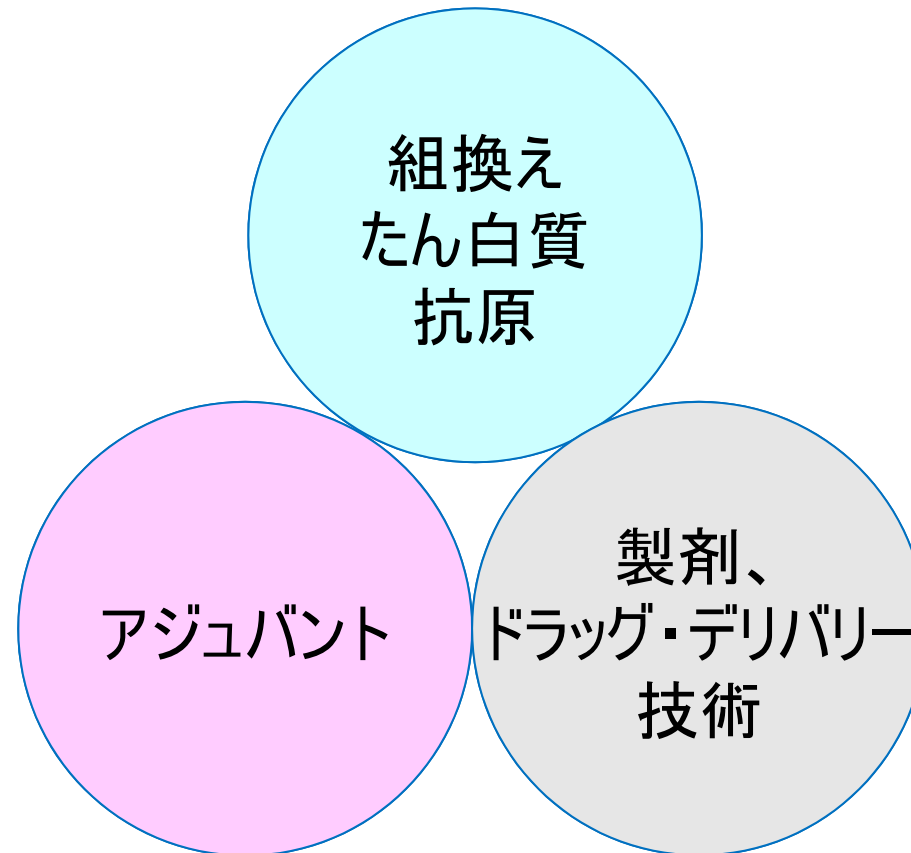 組換え
たん白質
抗原
アジュバント
製剤、
ドラッグ・デリバリー
技術